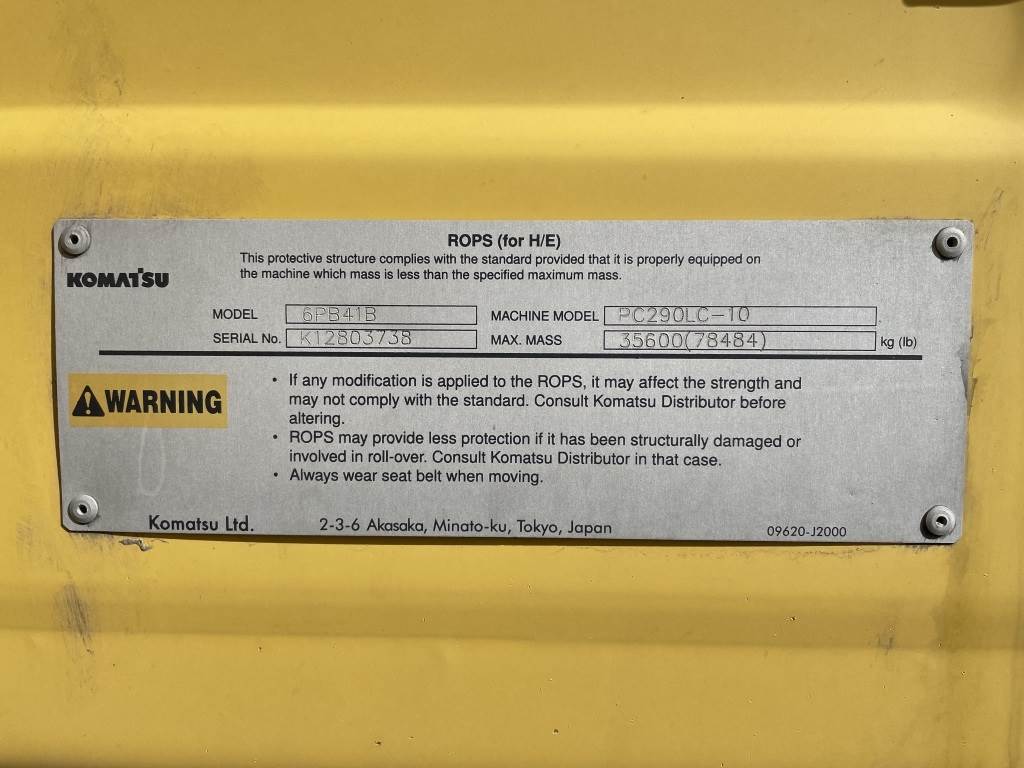 ROPS (for H/E)
This protective structure complies with the standard provided that it is properly equipped on
the machine which mass is less than the specified maximum mass.
KOMATSU
MODEL 6PB41B MACHINE MODEL PC290LC-10
SERIAL No. K12803738 MAX. MASS 35600(78484) kg (lb)
WARNING
• If any modification is applied to the ROPS, it may affect the strength and
may not comply with the standard. Consult Komatsu Distributor before
altering.
• ROPS may provide less protection if it has been structurally damaged or
involved in roll-over. Consult Komatsu Distributor in that case.
• Always wear seat belt when moving.
Komatsu Ltd. 2-3-6 Akasaka, Minato-ku, Tokyo, Japan 09620-J2000